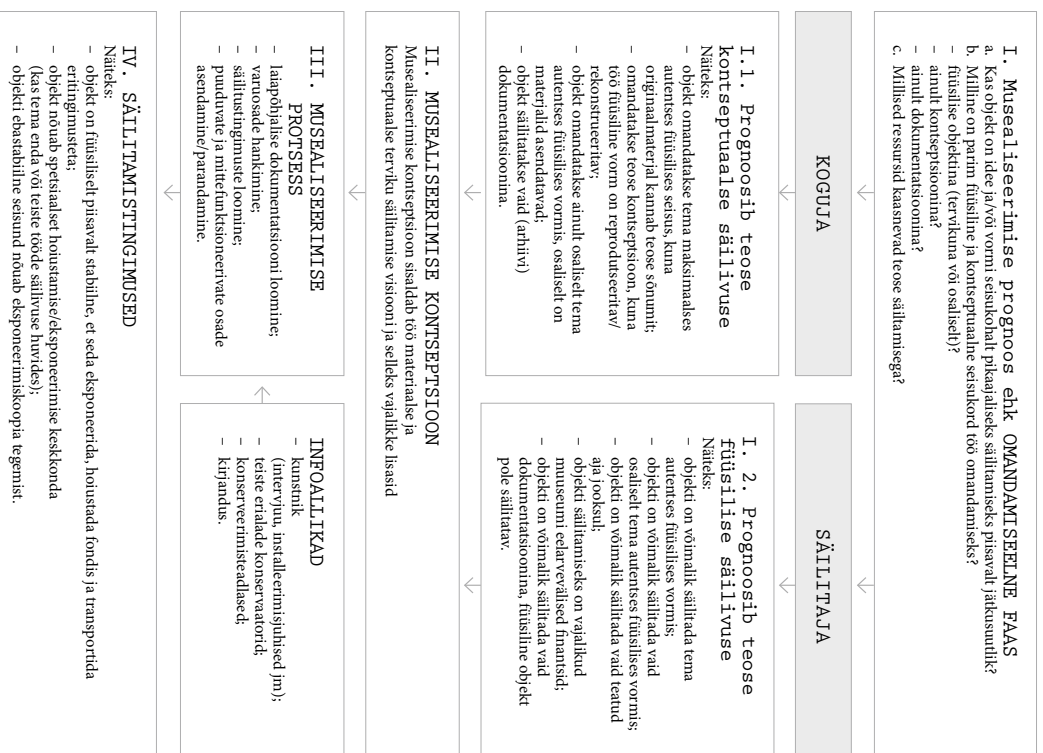 I. Musealiseerimise prognoos ehk OMANDAMISEELNE FAAS
a. Kas objekt on idee ja/või vormi seisukohalt pikaajaliseks säilitamiseks piisavalt jätkusuutlik?
b. Milline on parim füüsiline ja kontseptuaalne seisukord töö omandamiseks?
– füüsilise objektina (tervikuna või osaliselt)?
– ainult kontseptsioonina?
– ainult dokumentatsioonina?
c. Millised ressursid kaasnevad teose säilitamisega?
KOGUJA
SÄILITAJA
I.1. Prognoosib teose
kontseptuaalse säilivuse
Näiteks:
– objekt omandatakse tema maksimaalses
autentses füüsilises seisus, kuna
originaalmaterjal kannab teose sõnumit;
– omandatakse teose kontseptsioon, kuna
töö füüsiline vorm on reprodutseeritav/
rekonstrueeritav;
– objekt omandatakse ainult osaliselt tema
autentses füüsilises vormis, osaliselt on
materjalid asendatavad;
– objekt säilitatakse vaid (arhiivi)
dokumentatsioonina.
I. 2. Prognoosib teose
füüsilise säilivuse
Näiteks:
– objekti on võimalik säilitada tema
autentses füüsilises vormis;
– objekti on võimalik säilitada vaid
osaliselt tema autentses füüsilises vormis;
– objekti on võimalik säilitada vaid teatud
aja jooksul;
– objekti säilitamiseks on vajalikud
muuseumi eelarvevälised finantsid;
– objekti on võimalik säilitada vaid
dokumentatsioonina, füüsiline objekt
pole säilitatav.
II. MUSEALISEERIMISE KONTSEPTSIOON
Musealiseerimise kontseptsioon sisaldab töö materiaalse ja
kontseptuaalse terviku säilitamise visiooni ja selleks vajalikke lisasid
III. MUSEALISEERIMISE
PROTSESS
– laiapõhjalise dokumentatsiooni loomine;
– varuosade hankimine;
– säilitustingimuste loomine;
– puuduvate ja mittefunktsioneerivate osade
asendamine/parandamine.
INFOALLIKAD
– kunstnik
(intervjuu, installeerimisjuhised jm);
– teiste erialade konservaatorid;
– konserveerimisteadlased;
– kirjandus.
IV. SÄILITAMISTINGIMUSED
Näiteks:
– objekt on füüsiliselt piisavalt stabiilne, et seda eksponeerida, hoiustada fondis ja transportida
eritingimusteta;
– objekt nõuab spetsiaalset hoiustamise/eksponeerimise keskkonda
(kas tema enda või teiste tööde säilivuse huvides);
– objekti ebastabiilne seisund nõuab eksponeerimiskoopia tegemist.